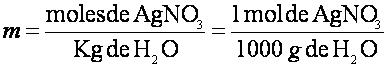 m = molesde AgNO₃ / Kg de H₂O = 1 mol de AgNO₃ / 1000 g de H₂O